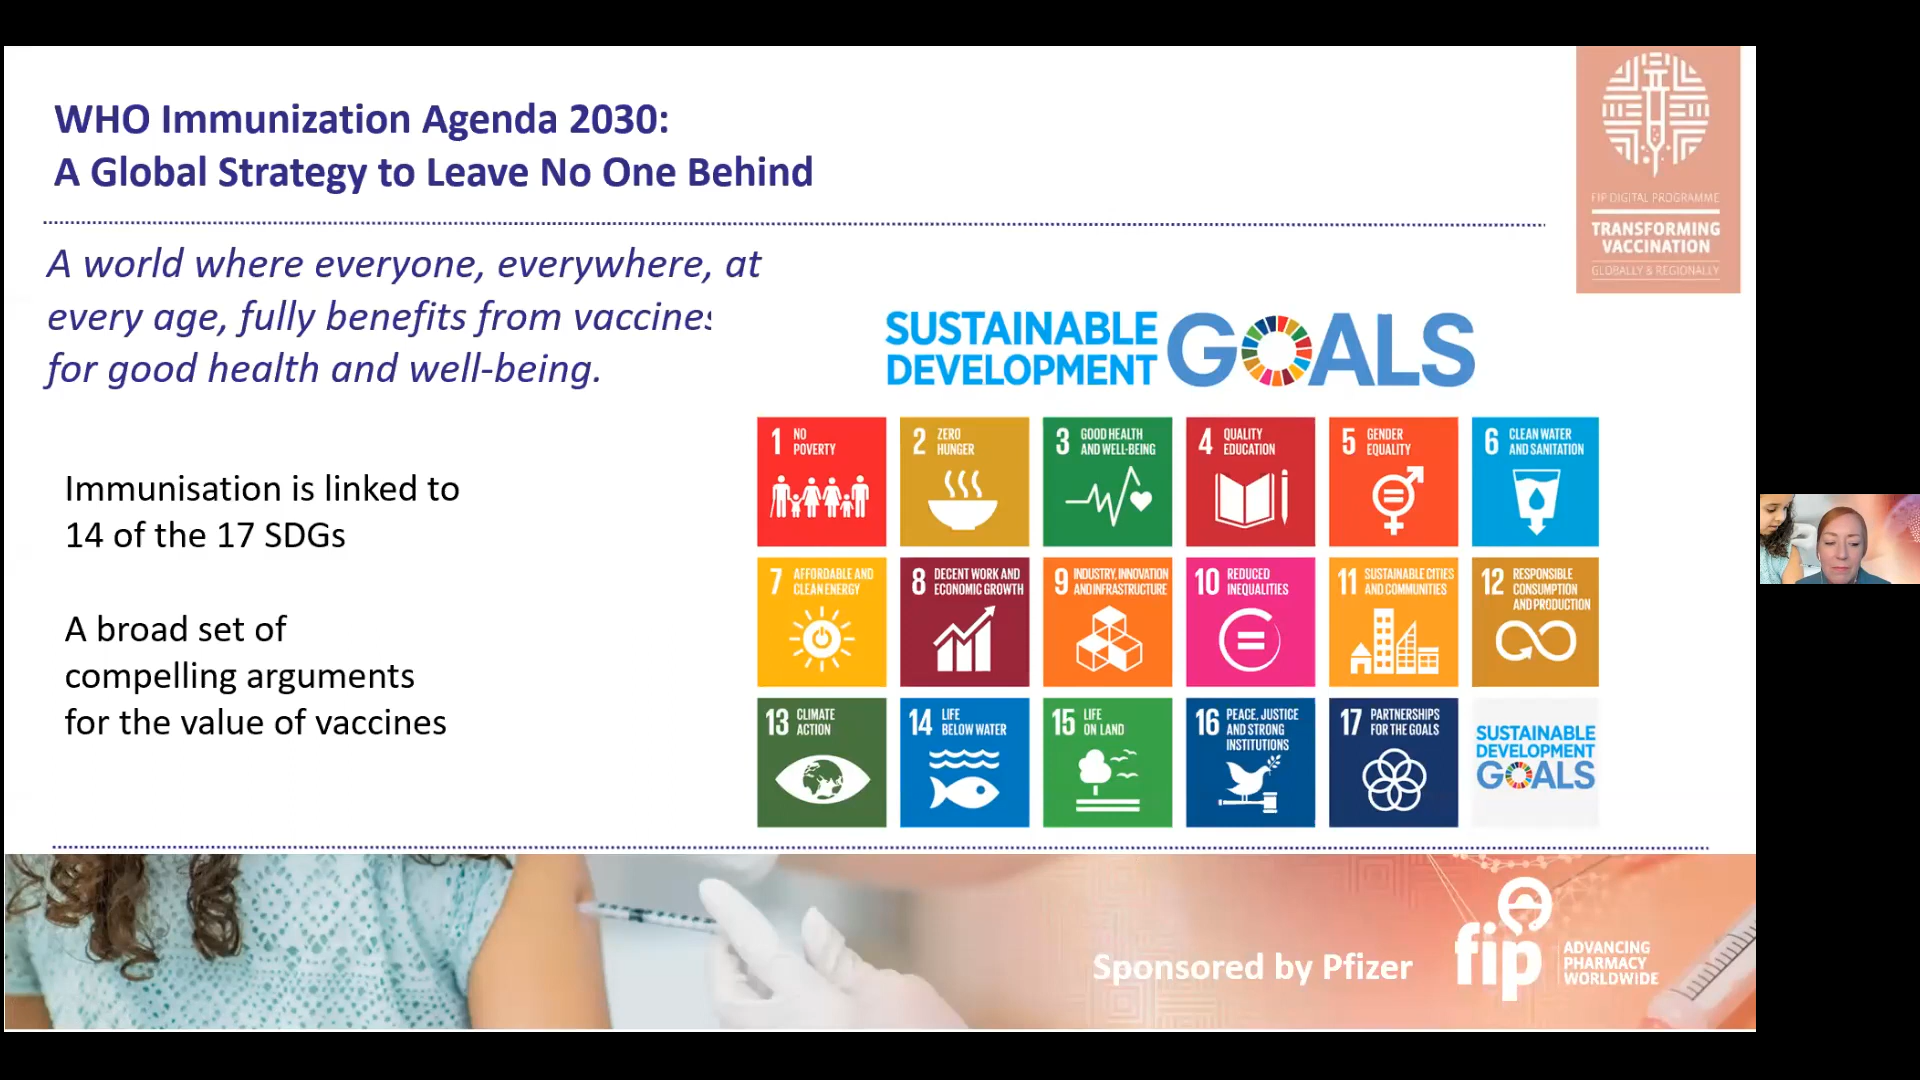 WHO Immunization Agenda 2030:
A Global Strategy to Leave No One Behind
FIP DIGITAL PROGRAMME
TRANSFORMING
VACCINATION
GLOBALLY & REGIONALLY
A world where everyone, everywhere, at
every age, fully benefits from vaccines
for good health and well-being.
Immunisation is linked to
14 of the 17 SDGs
A broad set of
compelling arguments
for the value of vaccines
SUSTAINABLE
DEVELOPMENT
GOALS
1 NO
POVERTY
2 ZERO
HUNGER
3 GOOD HEALTH
AND WELL-BEING
4 QUALITY
EDUCATION
5 GENDER
EQUALITY
6 CLEAN WATER
AND SANITATION
7 AFFORDABLE AND
CLEAN ENERGY
8 DECENT WORK AND
ECONOMIC GROWTH
9 INDUSTRY, INNOVATION
AND INFRASTRUCTURE
10 REDUCED
INEQUALITIES
11 SUSTAINABLE CITIES
AND COMMUNITIES
12 RESPONSIBLE
CONSUMPTION
AND PRODUCTION
13 CLIMATE
ACTION
14 LIFE
BELOW WATER
15 LIFE
ON LAND
16 PEACE, JUSTICE
AND STRONG
INSTITUTIONS
17 PARTNERSHIPS
FOR THE GOALS
SUSTAINABLE
DEVELOPMENT
GOALS
Sponsored by Pfizer
fip
ADVANCING
PHARMACY
WORLDWIDE